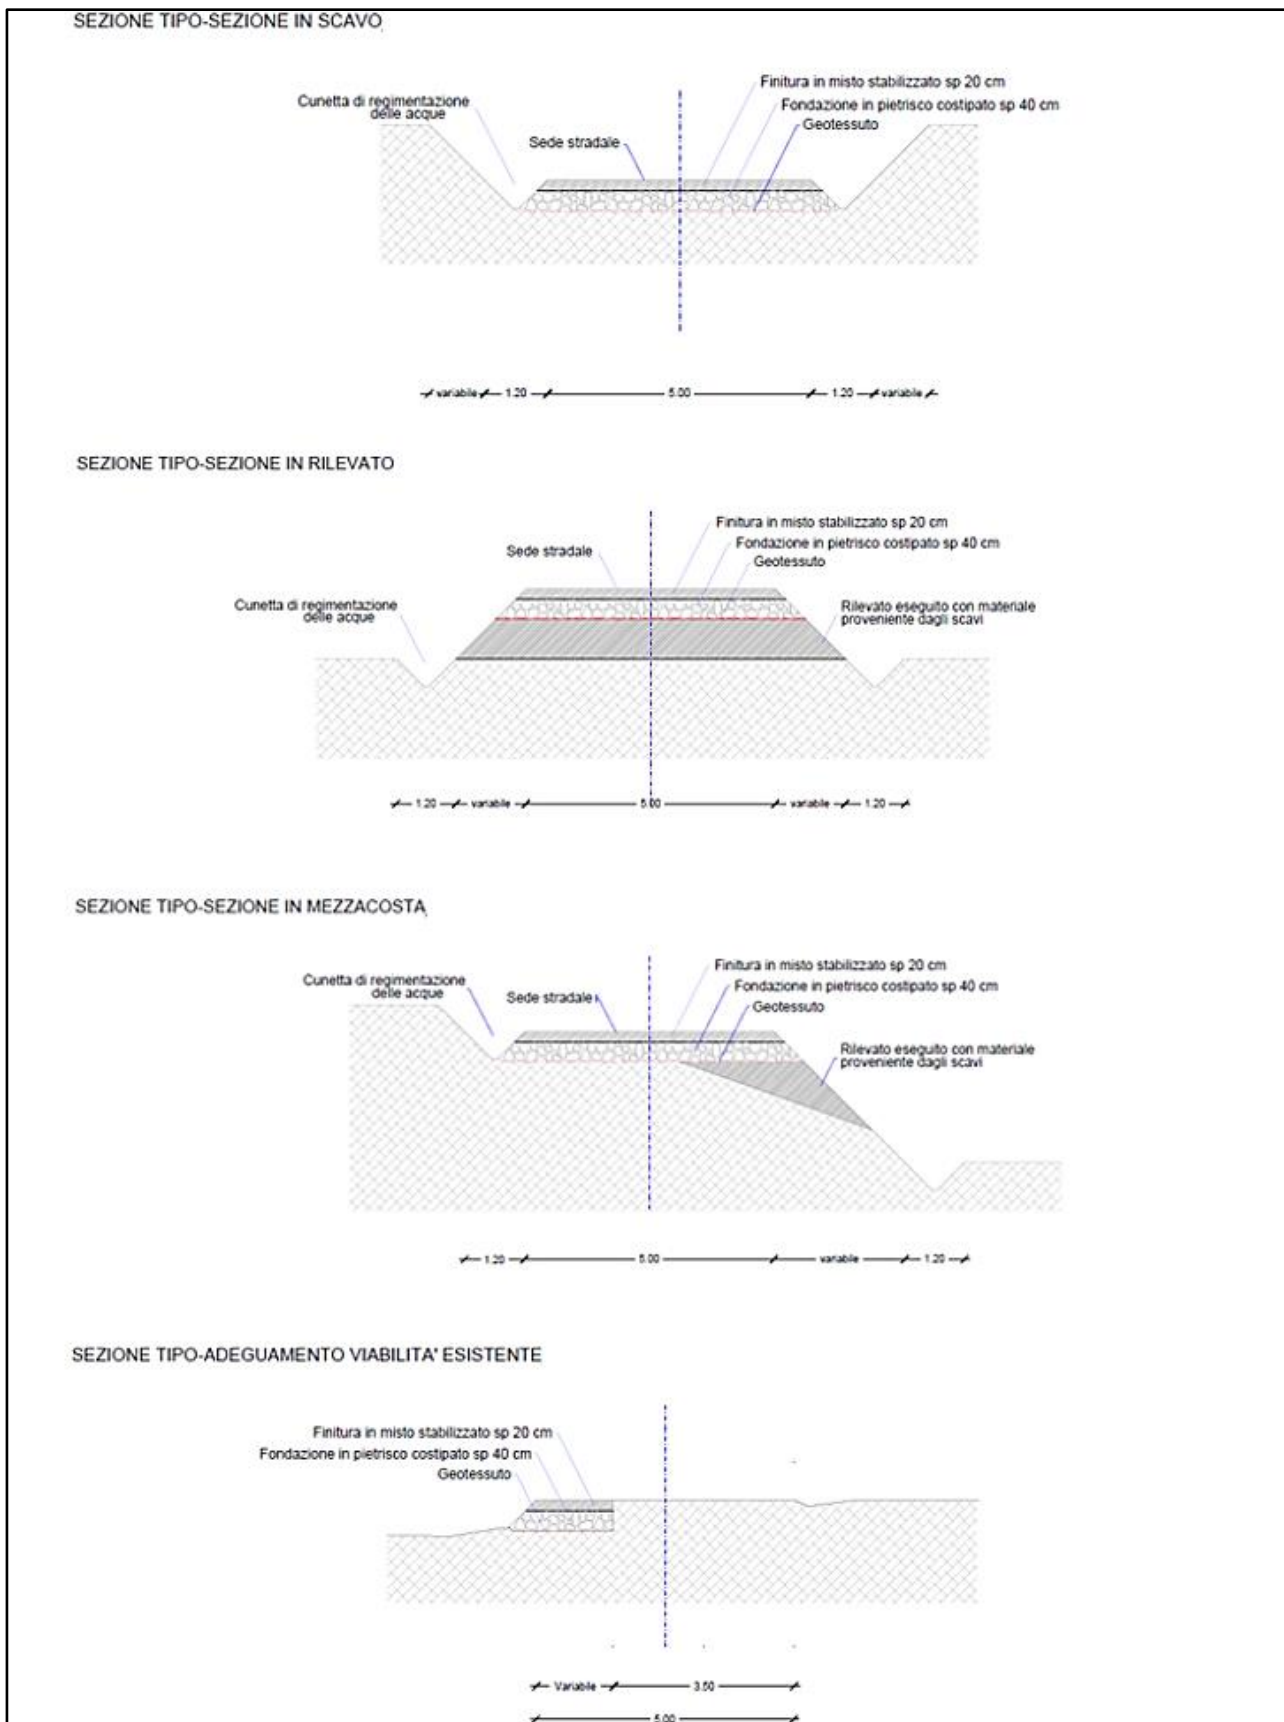 SEZIONE TIPO-SEZIONE IN SCAVO
Finitura in misto stabilizzato sp 20 cm
Cunetta di regimentazione
delle acque
Fondazione in pietrisco costipato sp 40 cm
Geotessuto
Sede stradale
variabile 1.20 5.00 1.20 variabile
SEZIONE TIPO-SEZIONE IN RILEVATO
Finitura in misto stabilizzato sp 20 cm
Fondazione in pietrisco costipato sp 40 cm
Sede stradale
Geotessuto
Cunetta di regimentazione
delle acque
Rilevato eseguito con materiale
proveniente dagli scavi
1.20 variabile 5.00 variabile 1.20
SEZIONE TIPO-SEZIONE IN MEZZACOSTA
Finitura in misto stabilizzato sp 20 cm
Cunetta di regimentazione
delle acque
Fondazione in pietrisco costipato sp 40 cm
Sede stradale
Geotessuto
Rilevato eseguito con materiale
proveniente dagli scavi
1.20 5.00 variabile 1.20
SEZIONE TIPO-ADEGUAMENTO VIABILITA' ESISTENTE
Finitura in misto stabilizzato sp 20 cm
Fondazione in pietrisco costipato sp 40 cm
Geotessuto
Variabile 3.50
5.00